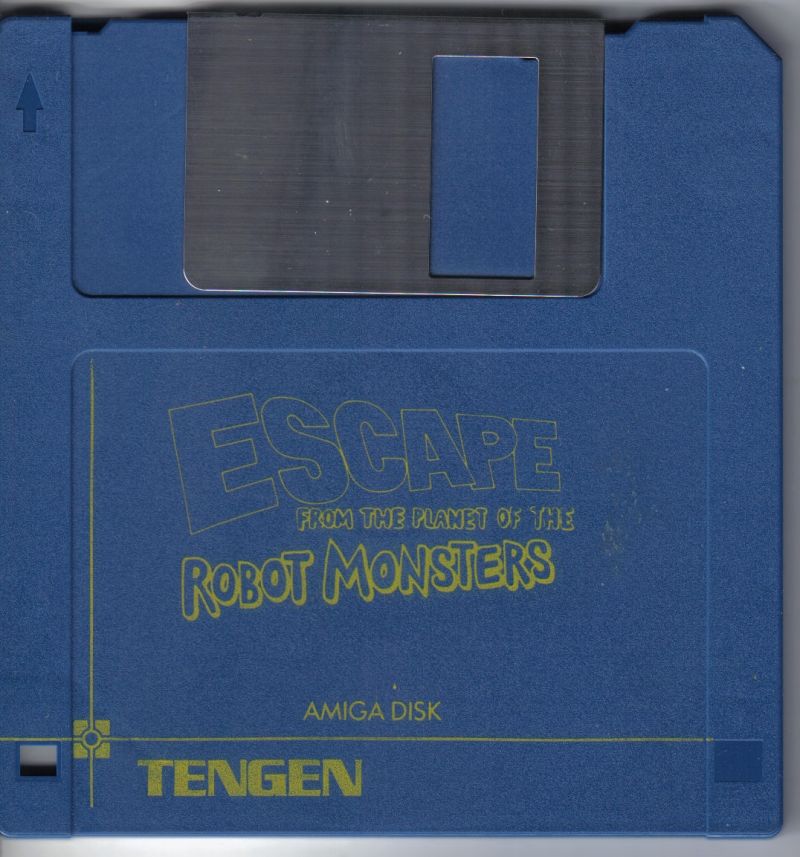 ESCAPE
FROM THE PLANET OF THE
ROBOT MONSTERS
AMIGA DISK
TENGEN